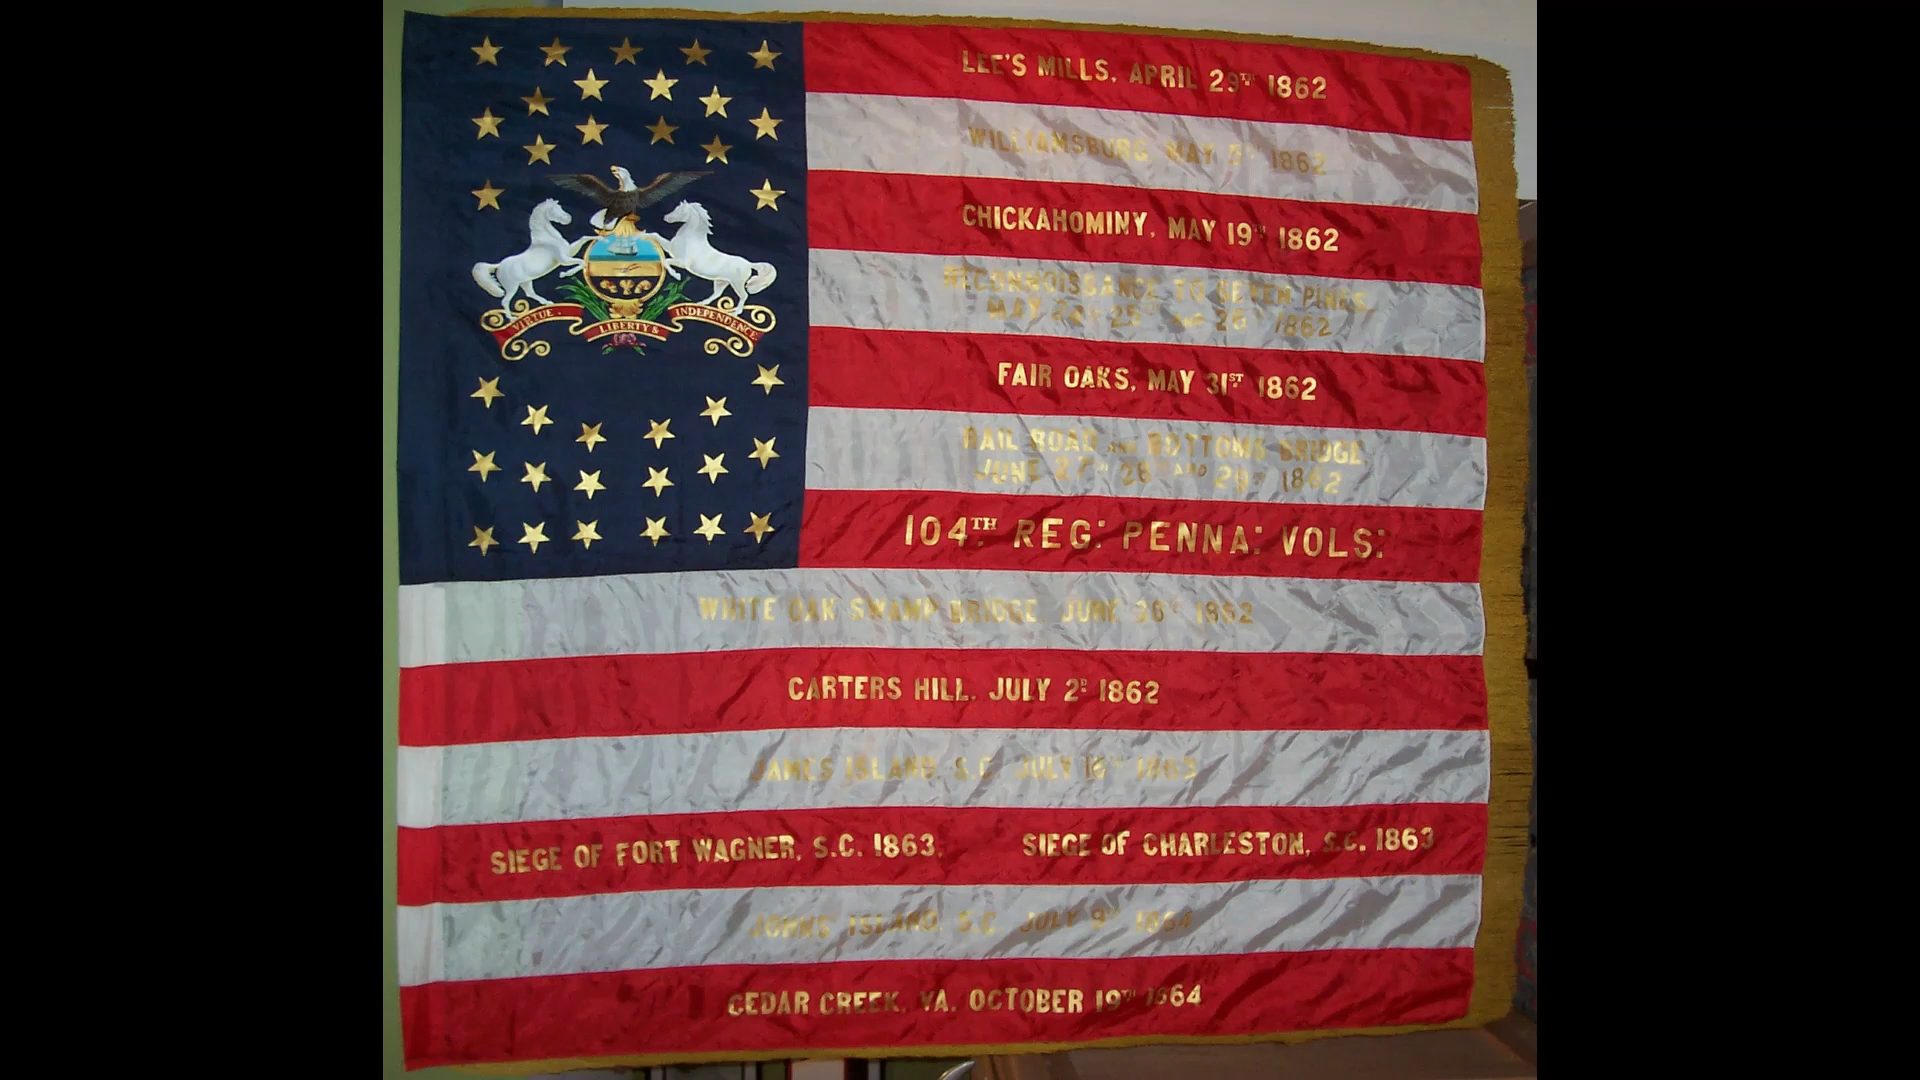 LEE'S MILLS, APRIL 29TH 1862
WILLIAMSBURG, MAY 5TH 1862
CHICKAHOMINY, MAY 19TH 1862
RECONNOISSANCE TO SEVEN PINES,
MAY 24TH 25TH AND 26TH 1862
FAIR OAKS, MAY 31ST 1862
RAIL ROAD AND BOTTOMS BRIDGE,
JUNE 27TH 28TH AND 29TH 1862
104TH REG: PENNA: VOLS:
VIRTUE. LIBERTY & INDEPENDENCE.
WHITE OAK SWAMP BRIDGE, JUNE 30TH 1862
CARTERS HILL, JULY 2D 1862
JAMES ISLAND, S.C. JULY 16TH 1863
SIEGE OF FORT WAGNER, S.C. 1863. SIEGE OF CHARLESTON, S.C. 1863
JOHNS' ISLAND, S.C. JULY 9TH 1864
CEDAR CREEK, VA. OCTOBER 19TH 1864